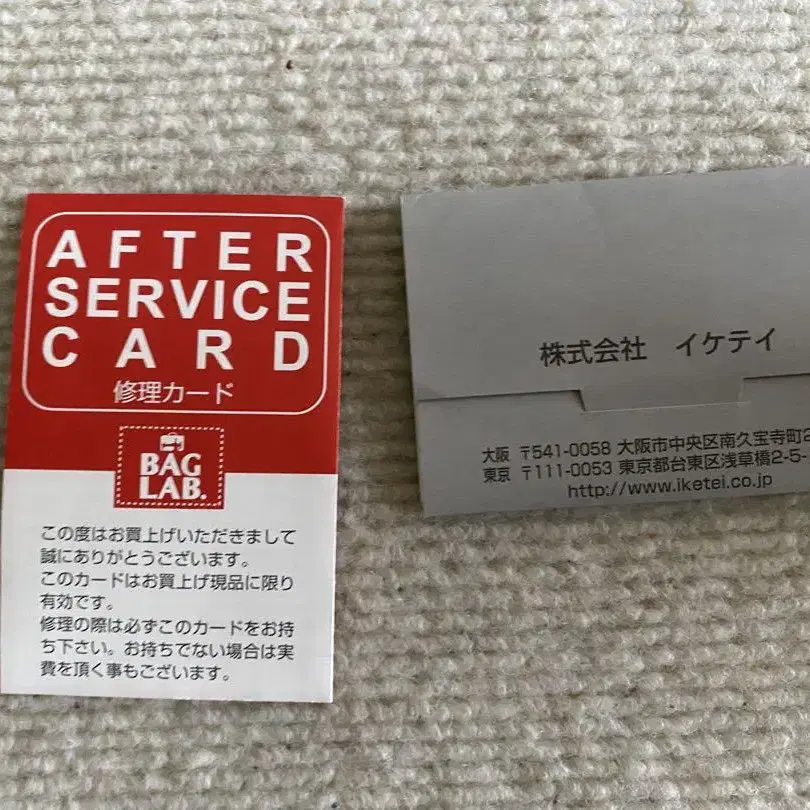 AFTER
SERVICE
CARD
修理カード
BAG
LAB.
この度はお買上げいただきまして
誠にありがとうございます。
このカードはお買上げ現品に限り
有効です。
修理の際は必ずこのカードをお持
ち下さい。お持ちでない場合は実
費を頂く事もございます。
株式会社 イケテイ
大阪 〒541-0058 大阪市中央区南久宝寺町2
東京 〒111-0053 東京都台東区浅草橋2-5-
http://www.iketei.co.jp